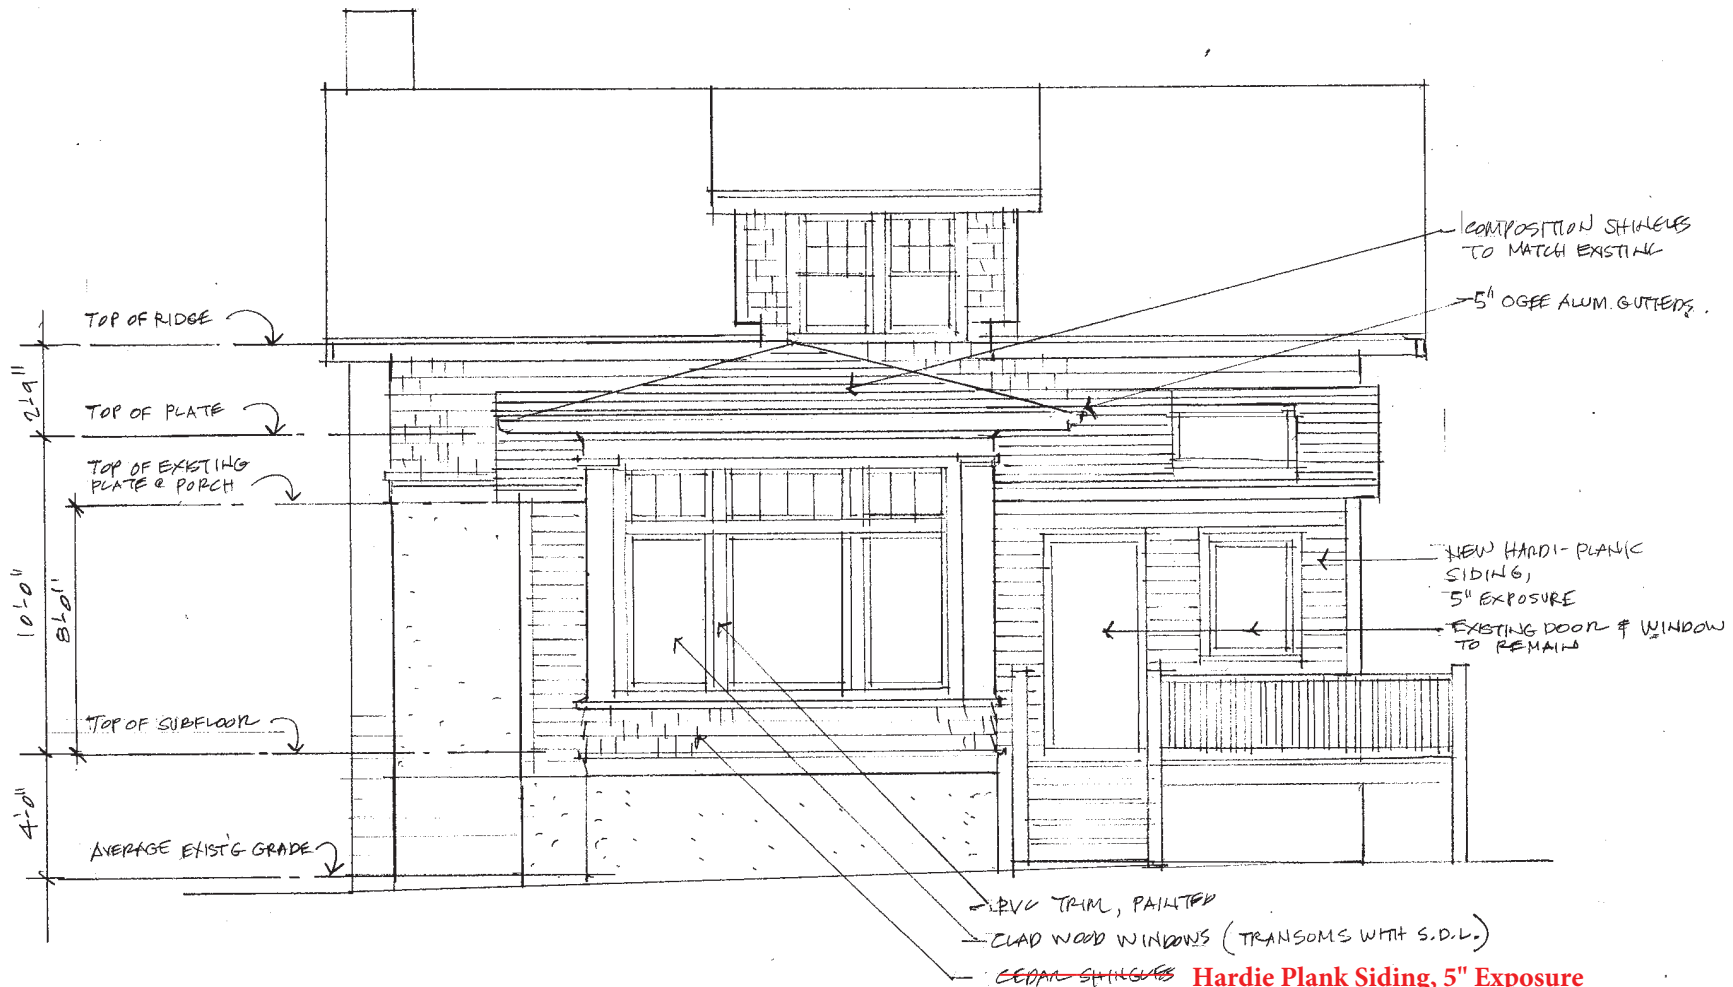 COMPOSITION SHINGLES
TO MATCH EXISTING
5" OGEE ALUM. GUTTERS.
TOP OF RIDGE
2'-9"
TOP OF PLATE
TOP OF EXISTING
PLATE @ PORCH
10'-0"
8'-0"
NEW HARDI-PLANK
SIDING,
5" EXPOSURE
EXISTING DOOR & WINDOW
TO REMAIN
TOP OF SUBFLOOR
4'-0"
AVERAGE EXIST'G GRADE
PVC TRIM, PAINTED
CLAD WOOD WINDOWS (TRANSOMS WITH S.D.L.)
CEDAR SHINGLES Hardie Plank Siding, 5" Exposure